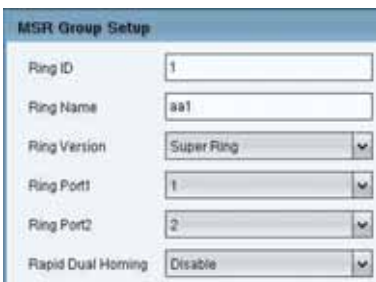 MSR Group Setup
Ring ID 1
Ring Name aa1
Ring Version Super Ring
Ring Port1 1
Ring Port2 2
Rapid Dual Homing Disable